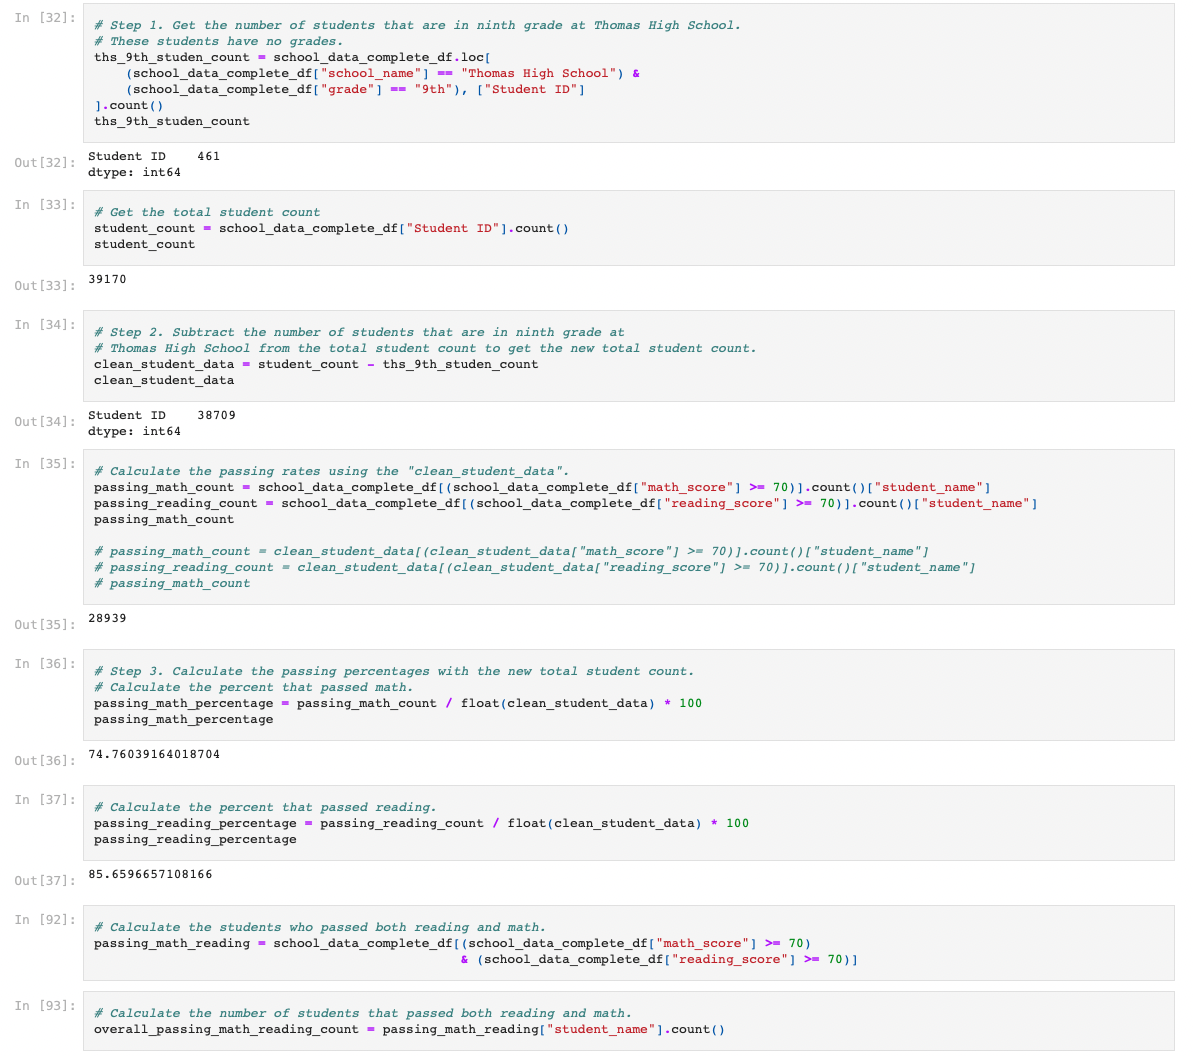 In [32]:
# Step 1. Get the number of students that are in ninth grade at Thomas High School.
# These students have no grades.
ths_9th_studen_count = school_data_complete_df.loc[
    (school_data_complete_df["school_name"] == "Thomas High School") &
    (school_data_complete_df["grade"] == "9th"), ["Student ID"]
].count()
ths_9th_studen_count
Out[32]:
Student ID    461
dtype: int64
In [33]:
# Get the total student count
student_count = school_data_complete_df["Student ID"].count()
student_count
Out[33]:
39170
In [34]:
# Step 2. Subtract the number of students that are in ninth grade at
# Thomas High School from the total student count to get the new total student count.
clean_student_data = student_count - ths_9th_studen_count
clean_student_data
Out[34]:
Student ID    38709
dtype: int64
In [35]:
# Calculate the passing rates using the "clean_student_data".
passing_math_count = school_data_complete_df[(school_data_complete_df["math_score"] >= 70)].count()["student_name"]
passing_reading_count = school_data_complete_df[(school_data_complete_df["reading_score"] >= 70)].count()["student_name"]
passing_math_count
# passing_math_count = clean_student_data[(clean_student_data["math_score"] >= 70)].count()["student_name"]
# passing_reading_count = clean_student_data[(clean_student_data["reading_score"] >= 70)].count()["student_name"]
# passing_math_count
Out[35]:
28939
In [36]:
# Step 3. Calculate the passing percentages with the new total student count.
# Calculate the percent that passed math.
passing_math_percentage = passing_math_count / float(clean_student_data) * 100
passing_math_percentage
Out[36]:
74.76039164018704
In [37]:
# Calculate the percent that passed reading.
passing_reading_percentage = passing_reading_count / float(clean_student_data) * 100
passing_reading_percentage
Out[37]:
85.6596657108166
In [92]:
# Calculate the students who passed both reading and math.
passing_math_reading = school_data_complete_df[(school_data_complete_df["math_score"] >= 70)
                                               & (school_data_complete_df["reading_score"] >= 70)]
In [93]:
# Calculate the number of students that passed both reading and math.
overall_passing_math_reading_count = passing_math_reading["student_name"].count()